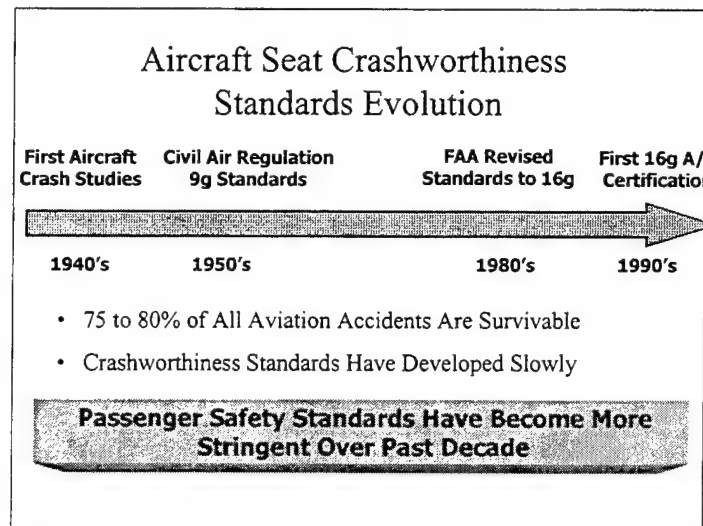 Aircraft Seat Crashworthiness
Standards Evolution
First Aircraft
Crash Studies
Civil Air Regulation
9g Standards
FAA Revised
Standards to 16g
First 16g A/
Certification
1940's
1950's
1980's
1990's
• 75 to 80% of All Aviation Accidents Are Survivable
• Crashworthiness Standards Have Developed Slowly
Passenger Safety Standards Have Become More
Stringent Over Past Decade